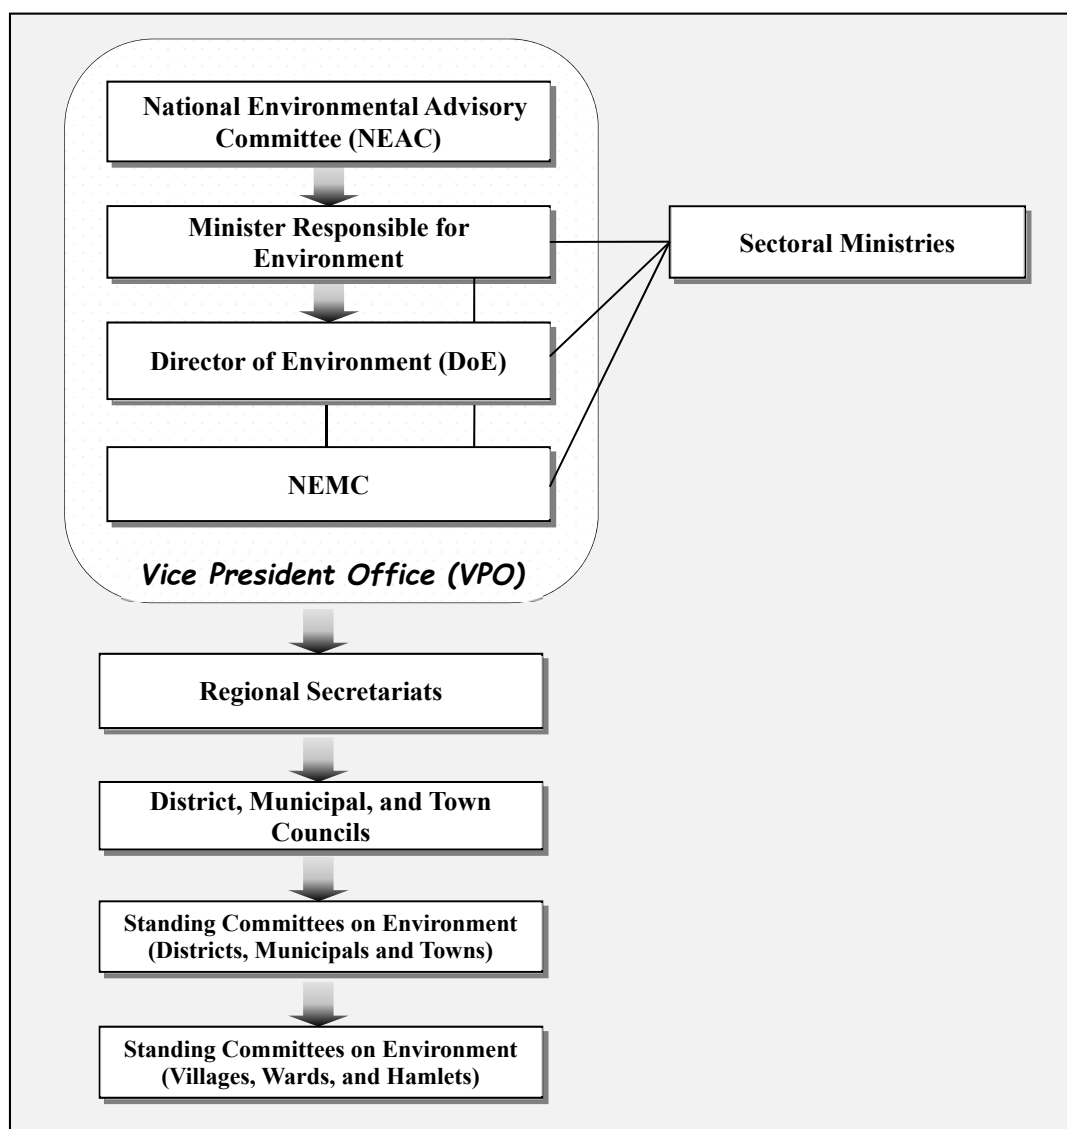 National Environmental Advisory
Committee (NEAC)
Minister Responsible for
Environment
Sectoral Ministries
Director of Environment (DoE)
NEMC
Vice President Office (VPO)
Regional Secretariats
District, Municipal, and Town
Councils
Standing Committees on Environment
(Districts, Municipals and Towns)
Standing Committees on Environment
(Villages, Wards, and Hamlets)